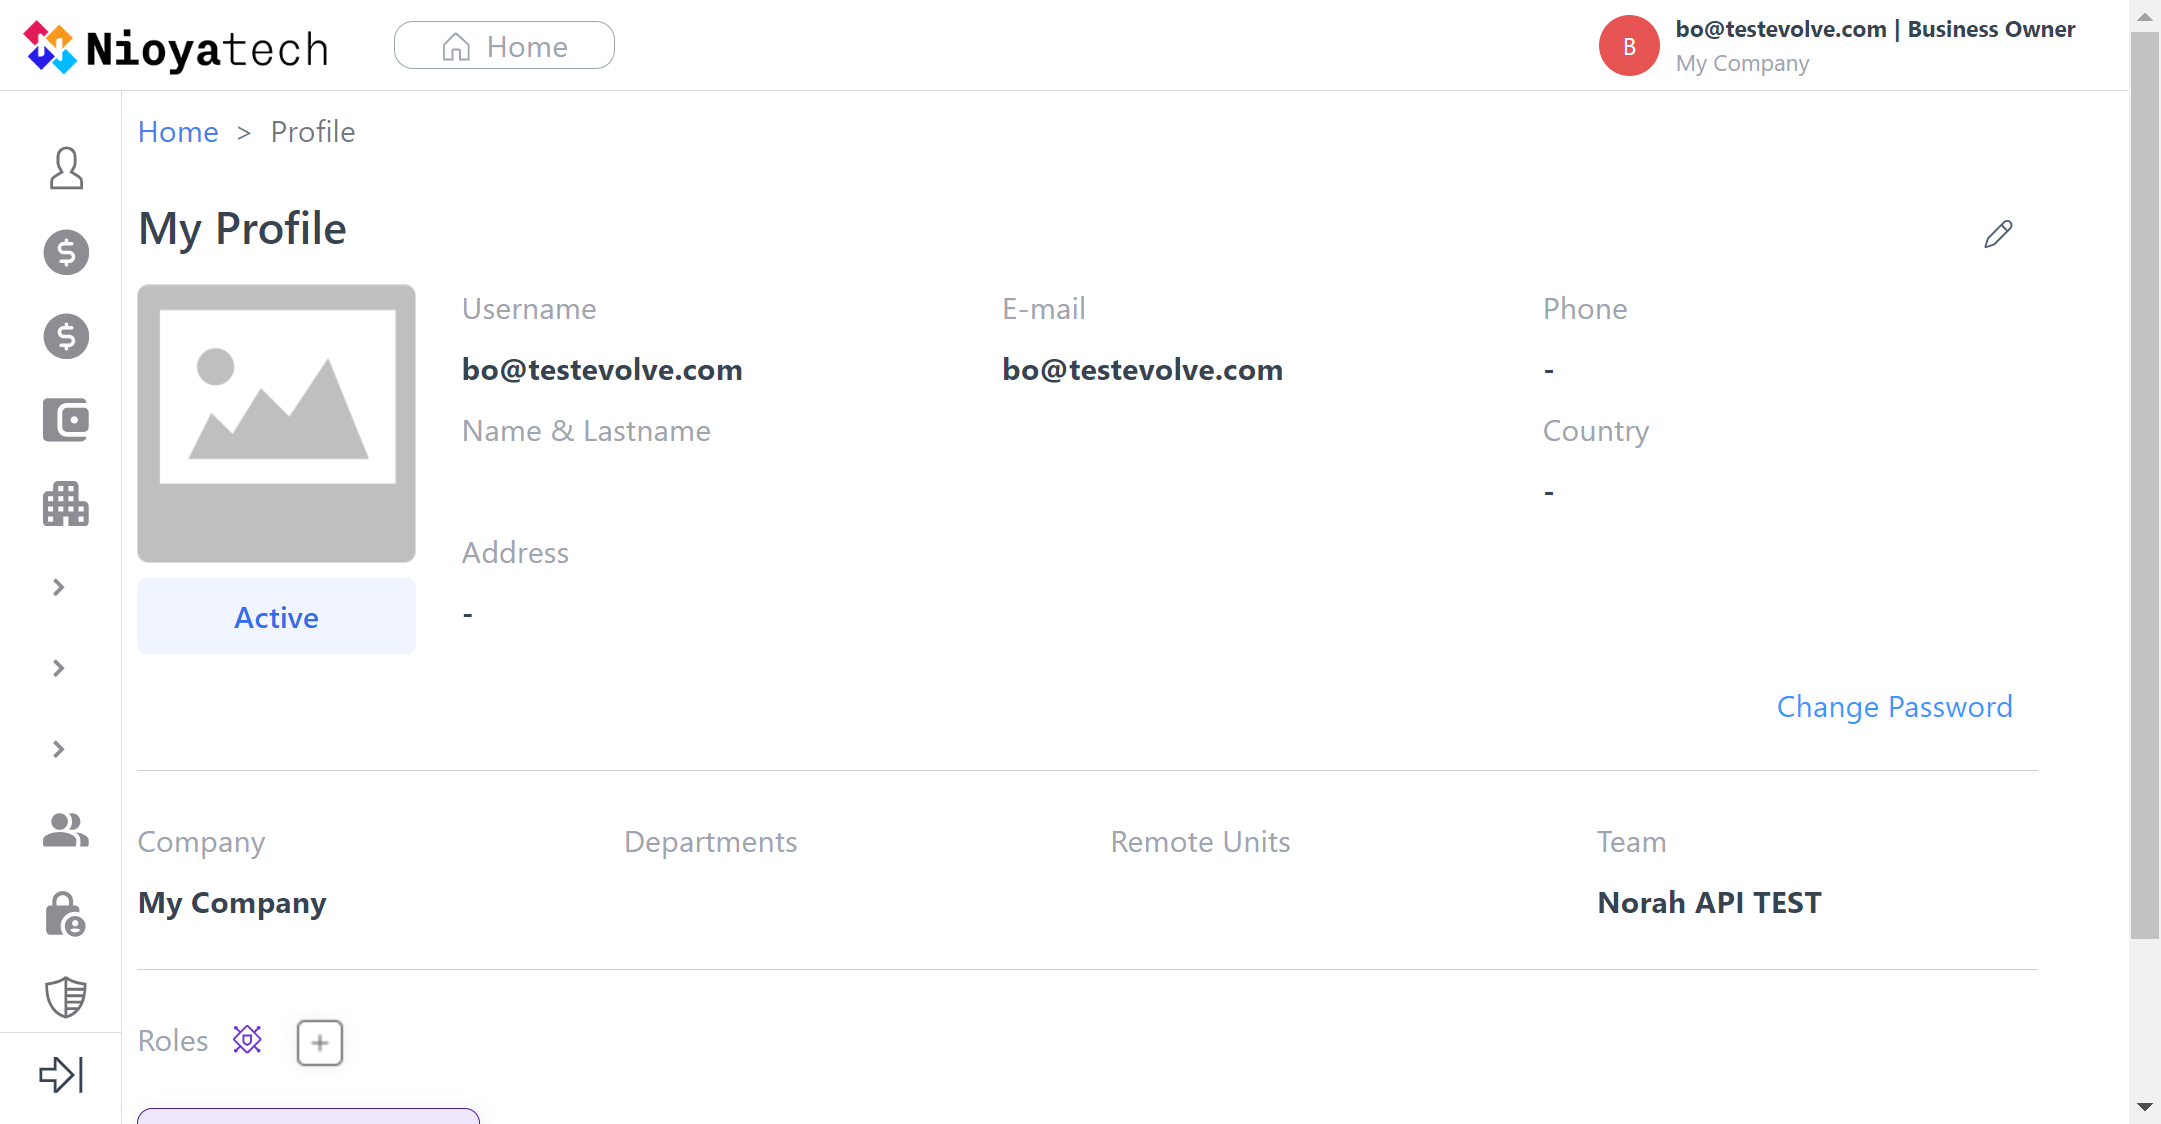 Nioyatech
Home
bo@testevolve.com | Business Owner
My Company
B
Home > Profile
My Profile
Username
E-mail
Phone
bo@testevolve.com
bo@testevolve.com
-
Name & Lastname
Country
-
Address
-
Active
Change Password
Company
Departments
Remote Units
Team
My Company
Norah API TEST
Roles